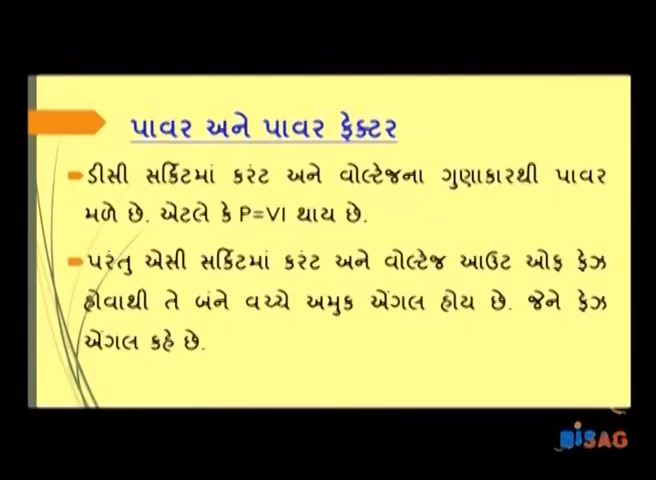 પાવર અને પાવર ફેક્ટર
ડીસી સર્કિટમાં કરંટ અને વોલ્ટેજના ગુણાકારથી પાવર
મળે છે. એટલે કે P=VI થાય છે.
પરંતુ એસી સર્કિટમાં કરંટ અને વોલ્ટેજ આઉટ ઓફ ફેઝ
હોવાથી તે બંને વચ્ચે અમુક એંગલ હોય છે. જેને ફેઝ
એંગલ કહે છે.
BISAG